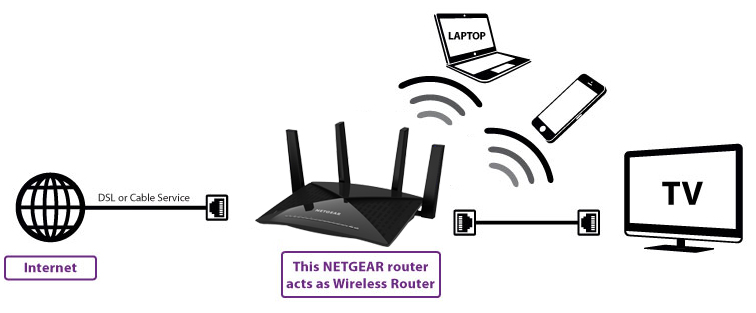 LAPTOP
DSL or Cable Service
NETGEAR
TV
Internet
This NETGEAR router
acts as Wireless Router